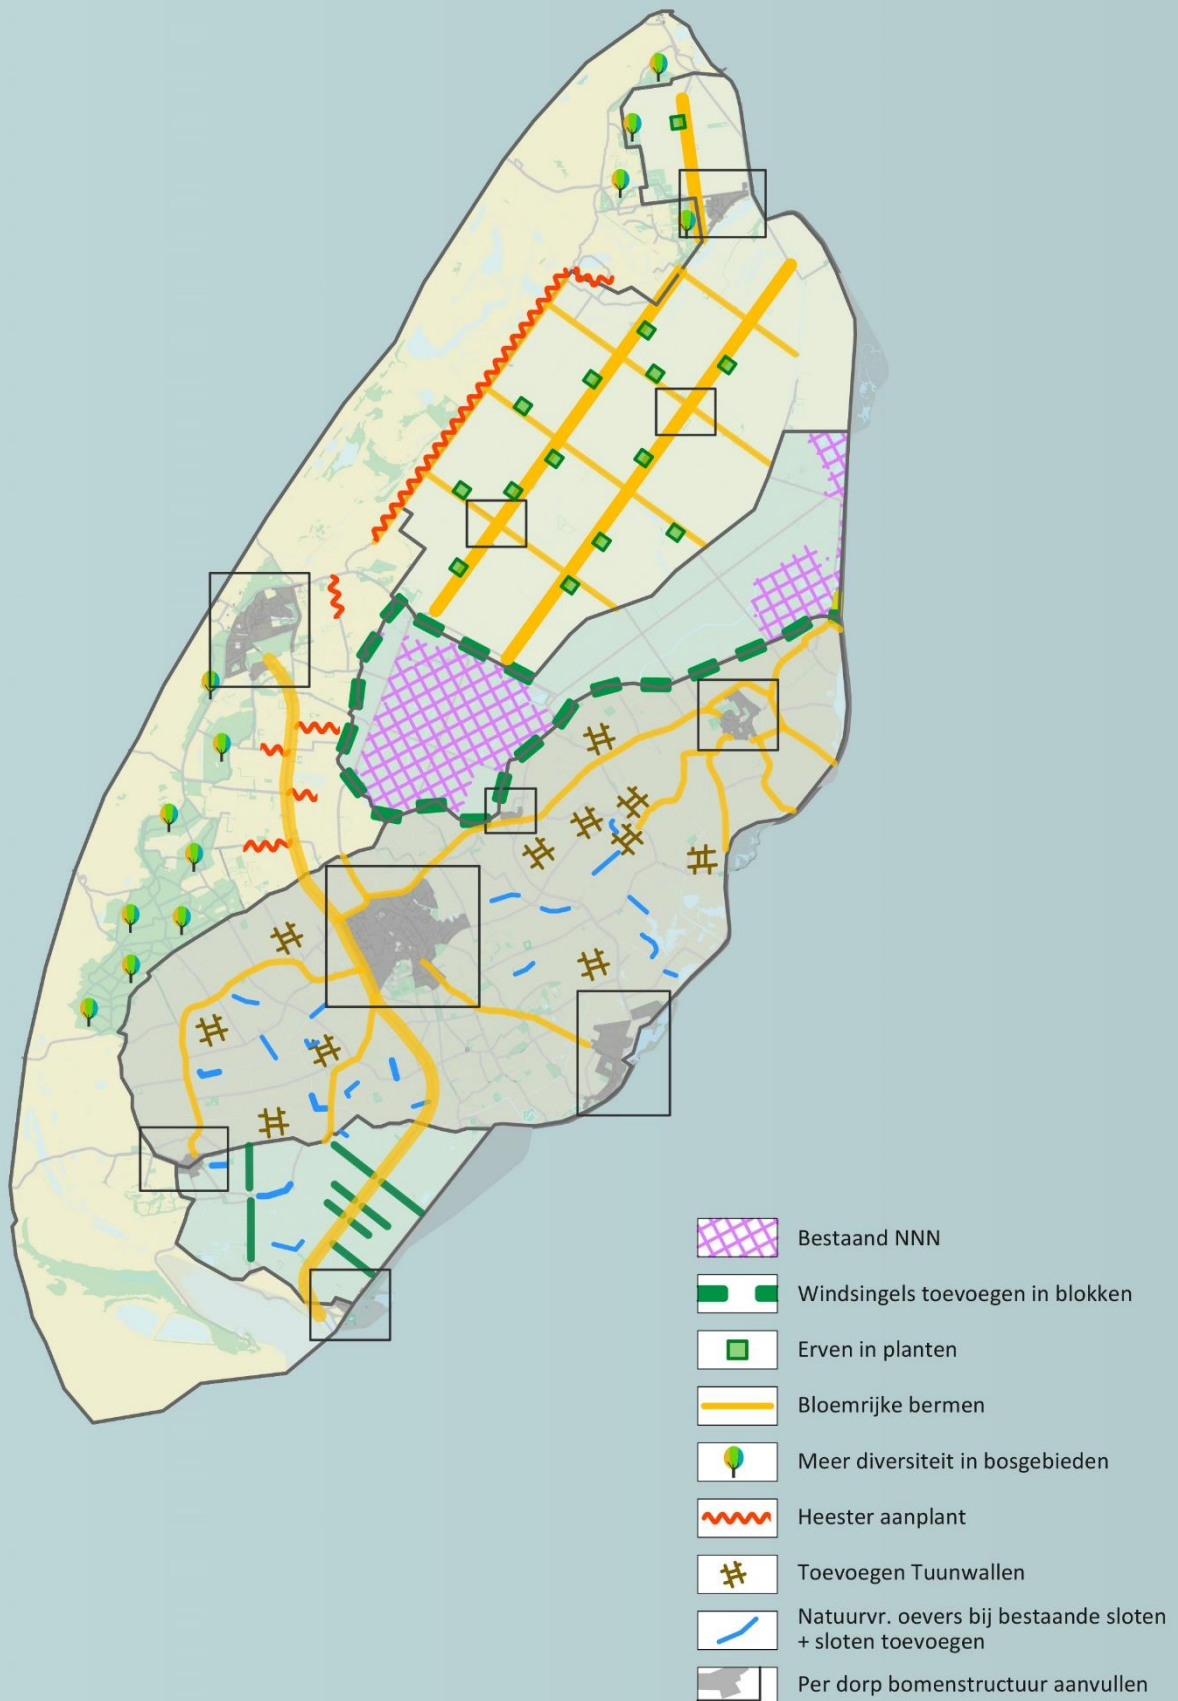 Bestaand NNN
Windsingels toevoegen in blokken
Erven in planten
Bloemrijke bermen
Meer diversiteit in bosgebieden
Heester aanplant
Toevoegen Tuunwallen
Natuurvr. oevers bij bestaande sloten
+ sloten toevoegen
Per dorp bomenstructuur aanvullen